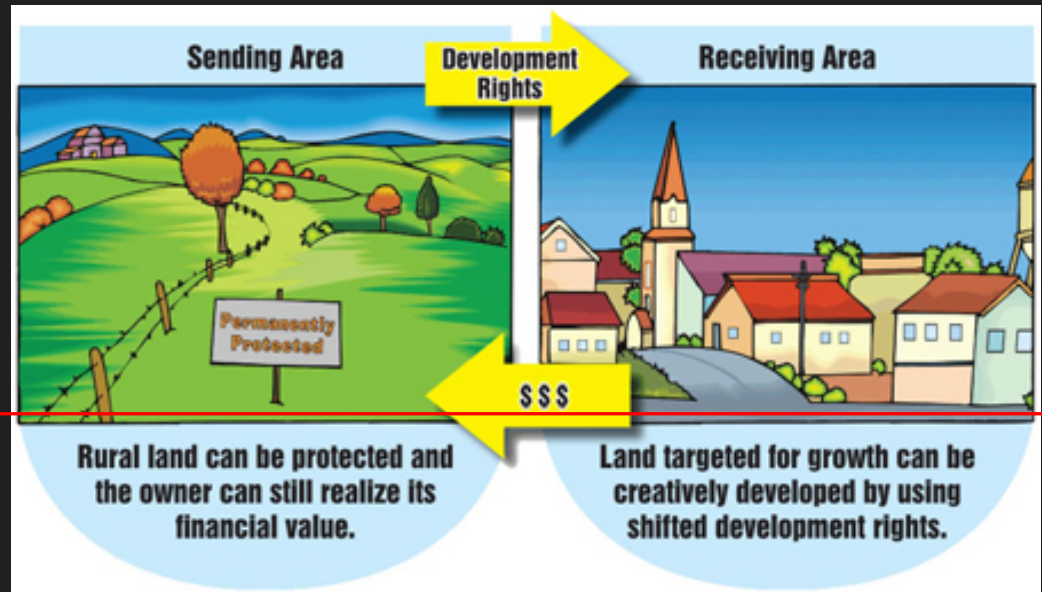 Sending Area
Development
Rights
Receiving Area
Permanently
Protected
$$$
Rural land can be protected and
the owner can still realize its
financial value.
Land targeted for growth can be
creatively developed by using
shifted development rights.